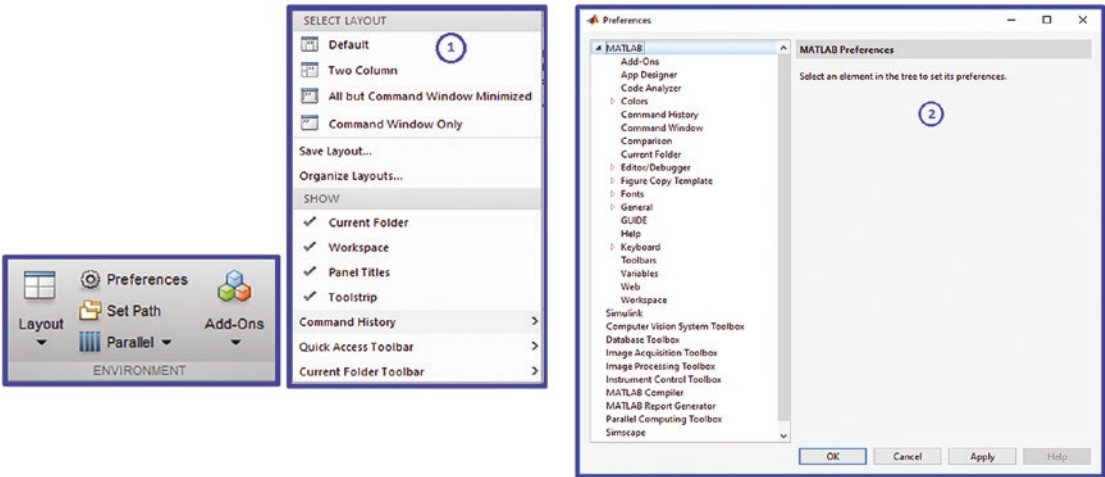 Layout
Preferences
Set Path
Parallel
Add-Ons
ENVIRONMENT
SELECT LAYOUT
1
Default
Two Column
All but Command Window Minimized
Command Window Only
Save Layout...
Organize Layouts...
SHOW
Current Folder
Workspace
Panel Titles
Toolstrip
Command History
Quick Access Toolbar
Current Folder Toolbar
Preferences
MATLAB
Add-Ons
App Designer
Code Analyzer
Colors
Command History
Command Window
Comparison
Current Folder
Editor/Debugger
Figure Copy Template
Fonts
General
GUIDE
Help
Keyboard
Toolbars
Variables
Web
Workspace
Simulink
Computer Vision System Toolbox
Database Toolbox
Image Acquisition Toolbox
Image Processing Toolbox
Instrument Control Toolbox
MATLAB Compiler
MATLAB Report Generator
Parallel Computing Toolbox
Simscape
MATLAB Preferences
Select an element in the tree to set its preferences.
2
OK Cancel Apply Help